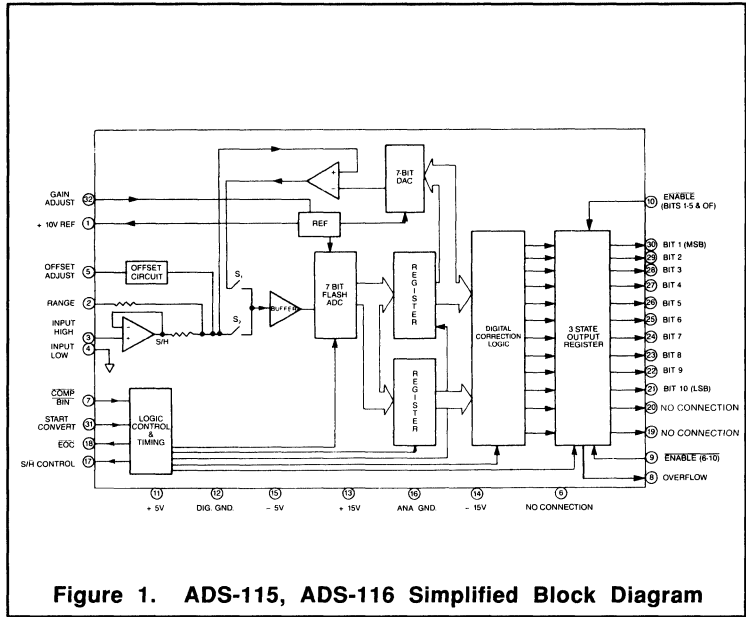 GAIN
ADJUST 32
+ 10V REF 1
OFFSET
ADJUST 5
RANGE 2
INPUT
HIGH 3
INPUT
LOW 4
COMP
BIN 7
START
CONVERT 31
EOC 18
S/H CONTROL 17
OFFSET
CIRCUIT
S/H
LOGIC
CONTROL
&
TIMING
+
−
−
+
S₁
S₂
BUFFER
REF
7-BIT
DAC
7 BIT
FLASH
ADC
REGISTER
REGISTER
DIGITAL
CORRECTION
LOGIC
3 STATE
OUTPUT
REGISTER
10 ENABLE
(BITS 1-5 & OF)
30 BIT 1 (MSB)
29 BIT 2
28 BIT 3
27 BIT 4
26 BIT 5
25 BIT 6
24 BIT 7
23 BIT 8
22 BIT 9
21 BIT 10 (LSB)
20 NO CONNECTION
19 NO CONNECTION
9 ENABLE (6-10)
8 OVERFLOW
11 12 15 13 16 14 6
+ 5V DIG. GND. − 5V + 15V ANA GND. − 15V NO CONNECTION
Figure 1. ADS-115, ADS-116 Simplified Block Diagram